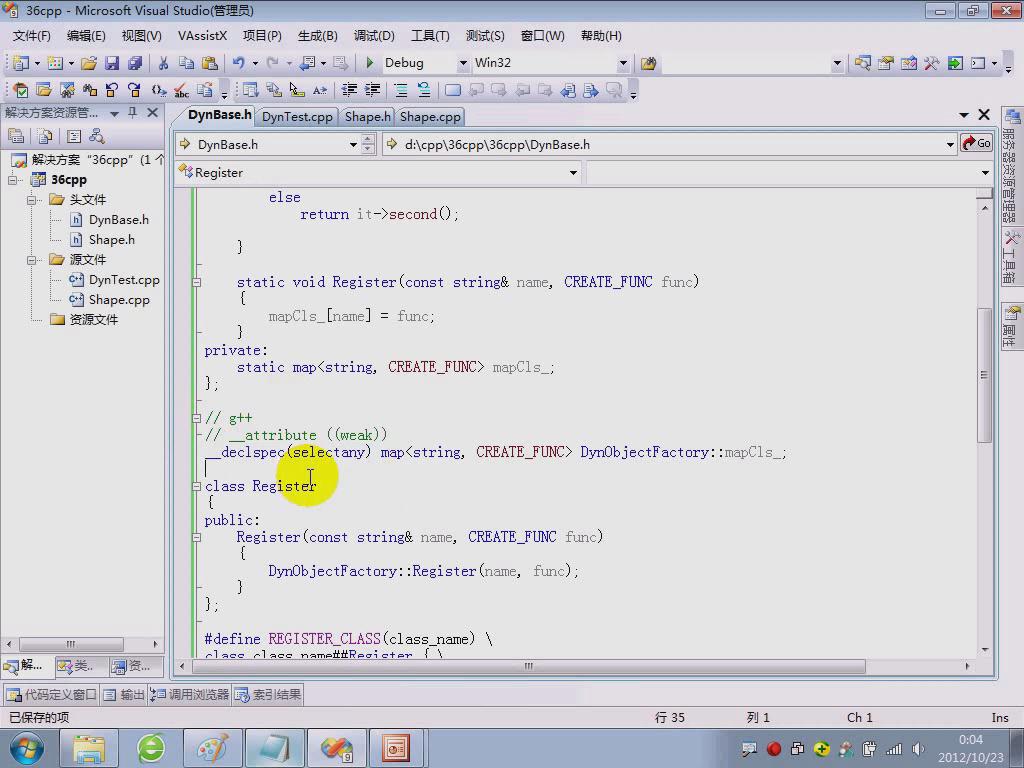 36cpp - Microsoft Visual Studio(管理员)
文件(F) 编辑(E) 视图(V) VAssistX 项目(P) 生成(B) 调试(D) 工具(T) 测试(S) 窗口(W) 帮助(H)
Debug Win32
解决方案资源管...
DynBase.h DynTest.cpp Shape.h Shape.cpp
DynBase.h d:\cpp\36cpp\36cpp\DynBase.h Go
Register
解决方案 “36cpp” (1 个
36cpp
头文件
DynBase.h
Shape.h
源文件
DynTest.cpp
Shape.cpp
资源文件
else
return it->second();
}
static void Register(const string& name, CREATE_FUNC func)
{
mapCls_[name] = func;
}
private:
static map<string, CREATE_FUNC> mapCls_;
};
// g++
// __attribute ((weak))
__declspec(selectany) map<string, CREATE_FUNC> DynObjectFactory::mapCls_;
class Register
{
public:
Register(const string& name, CREATE_FUNC func)
{
DynObjectFactory::Register(name, func);
}
};
#define REGISTER_CLASS(class_name) \
class class_name##Register { \
服务器资源管理器
工具箱
属性
解... 类.. 资...
代码定义窗口 输出 调用浏览器 索引结果
已保存的项 行 35 列 1 Ch 1 Ins
0:04
2012/10/23